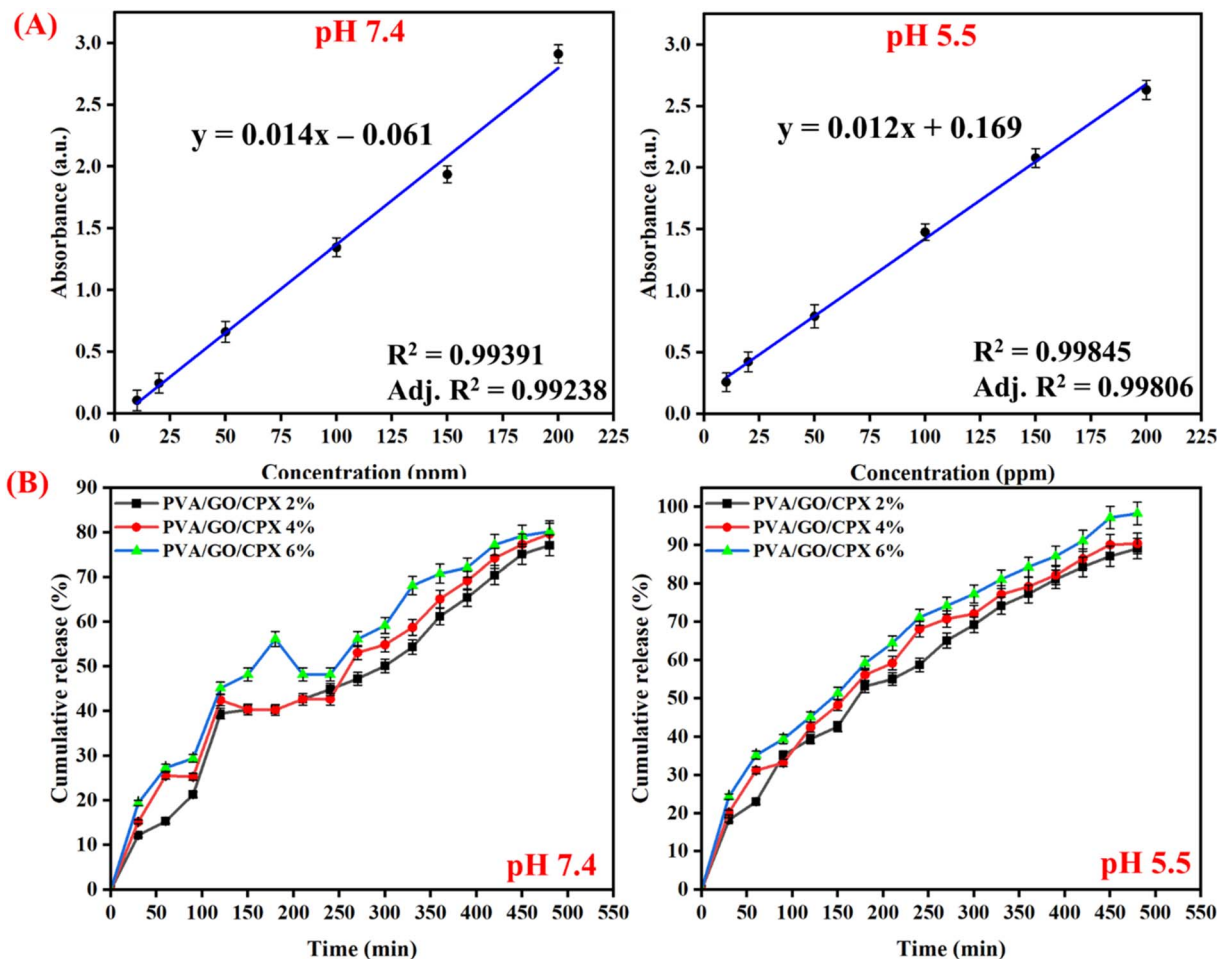 (A)
pH 7.4
y = 0.014x – 0.061
R² = 0.99391
Adj. R² = 0.99238
Absorbance (a.u.)
3.0
2.5
2.0
1.5
1.0
0.5
0.0
0 25 50 75 100 125 150 175 200 225
Concentration (ppm)
pH 5.5
y = 0.012x + 0.169
R² = 0.99845
Adj. R² = 0.99806
Absorbance (a.u.)
3.0
2.5
2.0
1.5
1.0
0.5
0.0
0 25 50 75 100 125 150 175 200 225
Concentration (ppm)
(B)
PVA/GO/CPX 2%
PVA/GO/CPX 4%
PVA/GO/CPX 6%
Cumulative release (%)
90
80
70
60
50
40
30
20
10
0
pH 7.4
0 50 100 150 200 250 300 350 400 450 500 550
Time (min)
PVA/GO/CPX 2%
PVA/GO/CPX 4%
PVA/GO/CPX 6%
Cumulative release (%)
100
90
80
70
60
50
40
30
20
10
0
pH 5.5
0 50 100 150 200 250 300 350 400 450 500 550
Time (min)